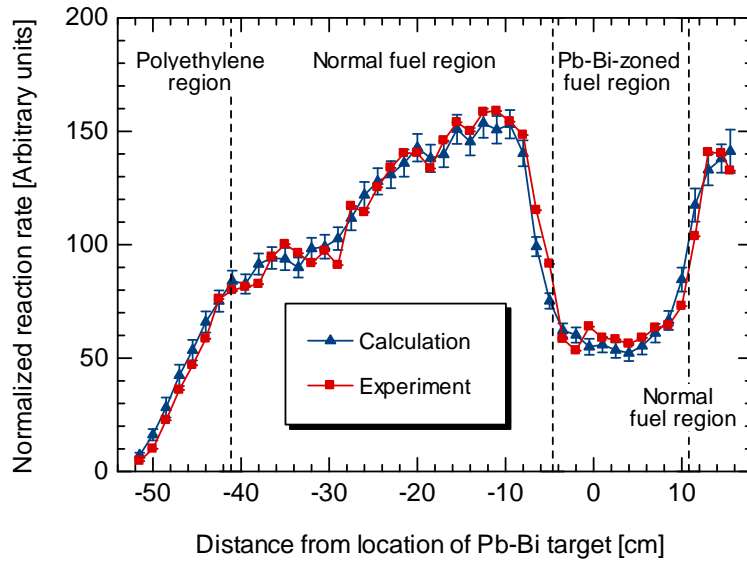 Polyethylene
region
Normal fuel region
Pb-Bi-zoned
fuel region
Normalized reaction rate [Arbitrary units]
200
150
100
50
0
Calculation
Experiment
Normal
fuel region
-50 -40 -30 -20 -10 0 10
Distance from location of Pb-Bi target [cm]